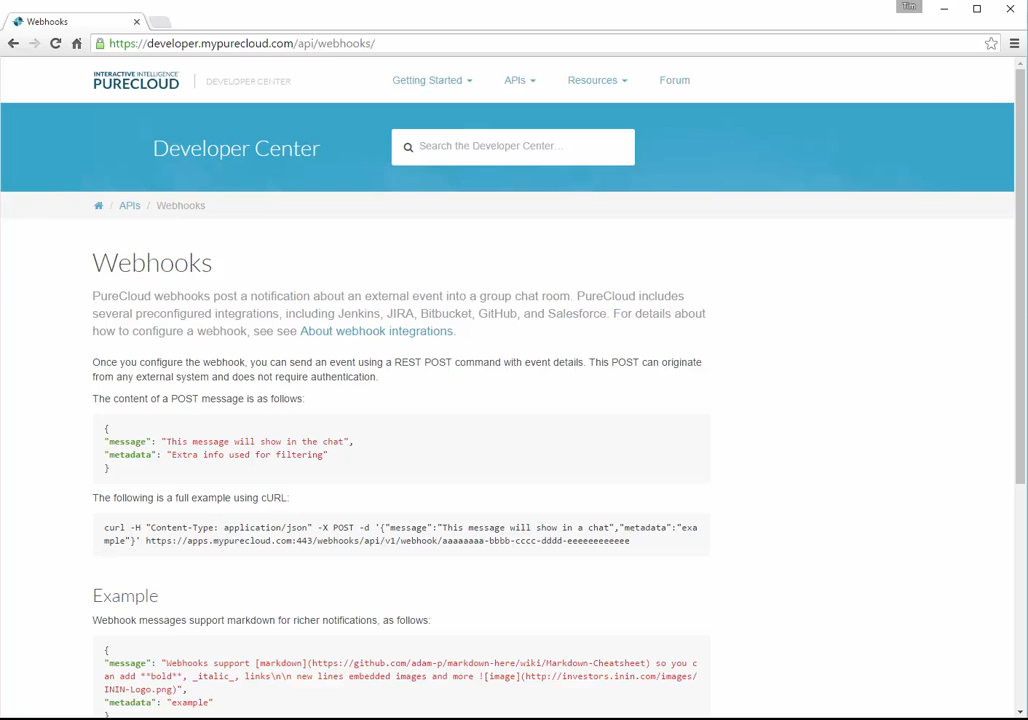 Tim
Webhooks
https://developer.mypurecloud.com/api/webhooks/
INTERACTIVE INTELLIGENCE
PURECLOUD
DEVELOPER CENTER
Getting Started
APIs
Resources
Forum
Developer Center
Search the Developer Center...
/ APIs / Webhooks
Webhooks
PureCloud webhooks post a notification about an external event into a group chat room. PureCloud includes
several preconfigured integrations, including Jenkins, JIRA, Bitbucket, GitHub, and Salesforce. For details about
how to configure a webhook, see see About webhook integrations.
Once you configure the webhook, you can send an event using a REST POST command with event details. This POST can originate
from any external system and does not require authentication.
The content of a POST message is as follows:
{
"message": "This message will show in the chat",
"metadata": "Extra info used for filtering"
}
The following is a full example using cURL:
curl -H "Content-Type: application/json" -X POST -d '{"message":"This message will show in a chat","metadata":"exa
mple"}' https://apps.mypurecloud.com:443/webhooks/api/v1/webhook/aaaaaaaa-bbbb-cccc-dddd-eeeeeeeeeeee
Example
Webhook messages support markdown for richer notifications, as follows:
{
"message": "Webhooks support [markdown](https://github.com/adam-p/markdown-here/wiki/Markdown-Cheatsheet) so you c
an add **bold**, _italic_, links\n\n new lines embedded images and more ![image](http://investors.inin.com/images/
ININ-Logo.png)",
"metadata": "example"
}